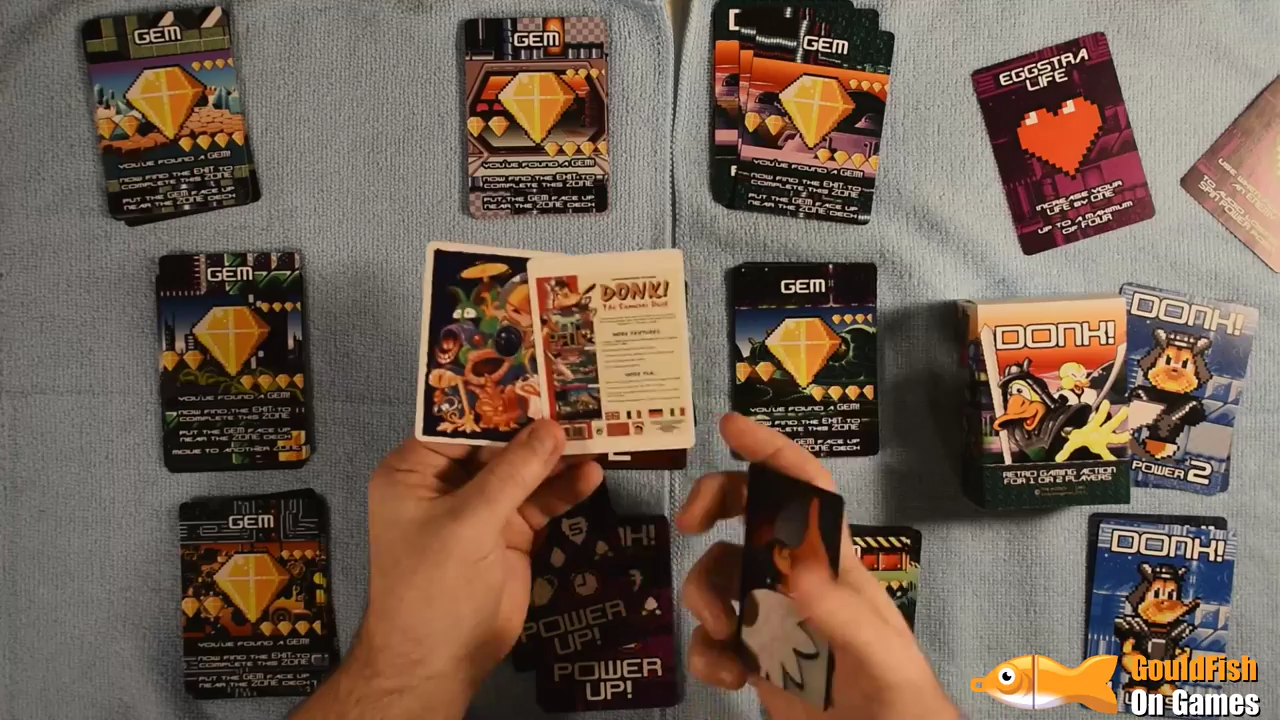 GEM
YOU'VE FOUND A GEM!
NOW FIND THE EXIT TO
COMPLETE THIS ZONE
PUT THE GEM FACE UP
NEAR THE ZONE DECK
GEM
YOU'VE FOUND A GEM!
NOW FIND THE EXIT TO
COMPLETE THIS ZONE
PUT THE GEM FACE UP
NEAR THE ZONE DECK
GEM
YOU'VE FOUND A GEM!
NOW FIND THE EXIT TO
COMPLETE THIS ZONE
PUT THE GEM FACE UP
NEAR THE ZONE DECK
EGGSTRA
LIFE
INCREASE YOUR
LIFE BY ONE
UP TO A MAXIMUM
OF FOUR
GEM
YOU'VE FOUND A GEM!
NOW FIND THE EXIT TO
COMPLETE THIS ZONE
PUT THE GEM FACE UP
NEAR THE ZONE DECK
MOVE TO ANOTHER ZONE
DONK!
THE SAMURAI DUCK
GEM
YOU'VE FOUND A GEM!
NOW FIND THE EXIT TO
COMPLETE THIS ZONE
GEM FACE UP
ZONE DECK
DONK!
RETRO GAMING ACTION
FOR 1 OR 2 PLAYERS
DONK!
POWER 2
GEM
YOU'VE FOUND A GEM!
NOW FIND THE EXIT TO
COMPLETE THIS ZONE
PUT THE GEM FACE UP
NEAR THE ZONE DECK
POWER
UP!
POWER
UP!
DONK!
GouldFish
On Games